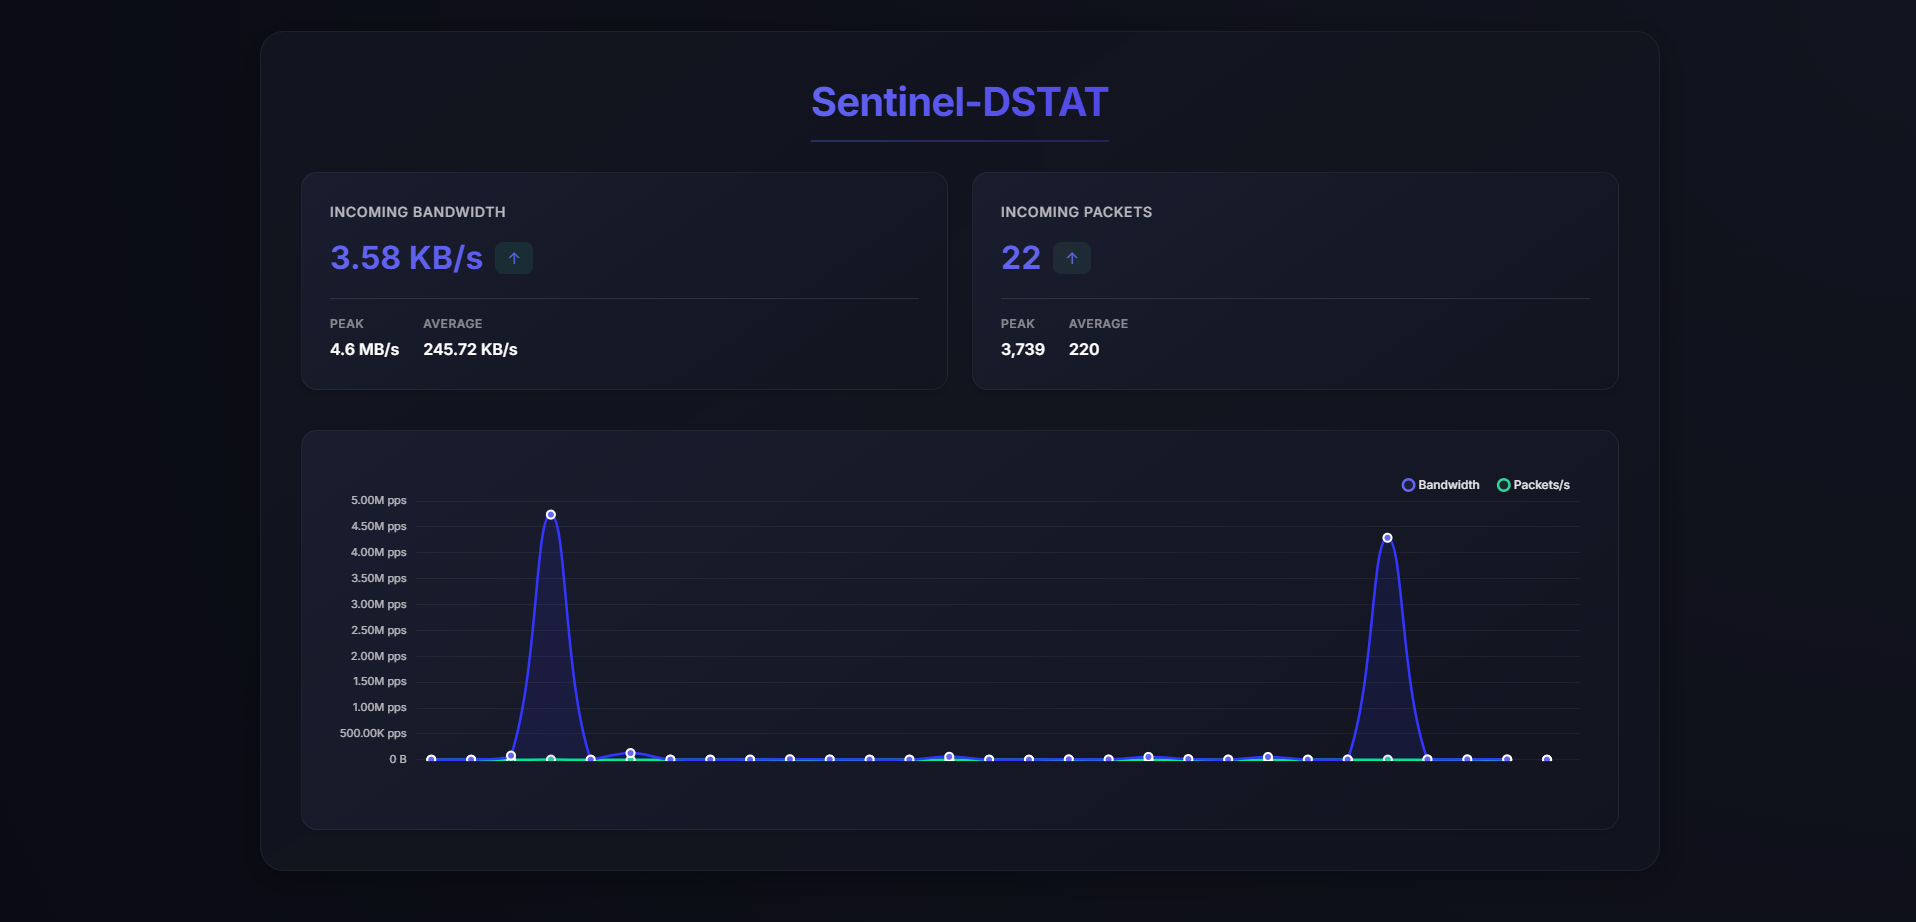 Sentinel-DSTAT
INCOMING BANDWIDTH
3.58 KB/s ↑
PEAK AVERAGE
4.6 MB/s 245.72 KB/s
INCOMING PACKETS
22 ↑
PEAK AVERAGE
3,739 220
Bandwidth Packets/s
5.00M pps
4.50M pps
4.00M pps
3.50M pps
3.00M pps
2.50M pps
2.00M pps
1.50M pps
1.00M pps
500.00K pps
0 B